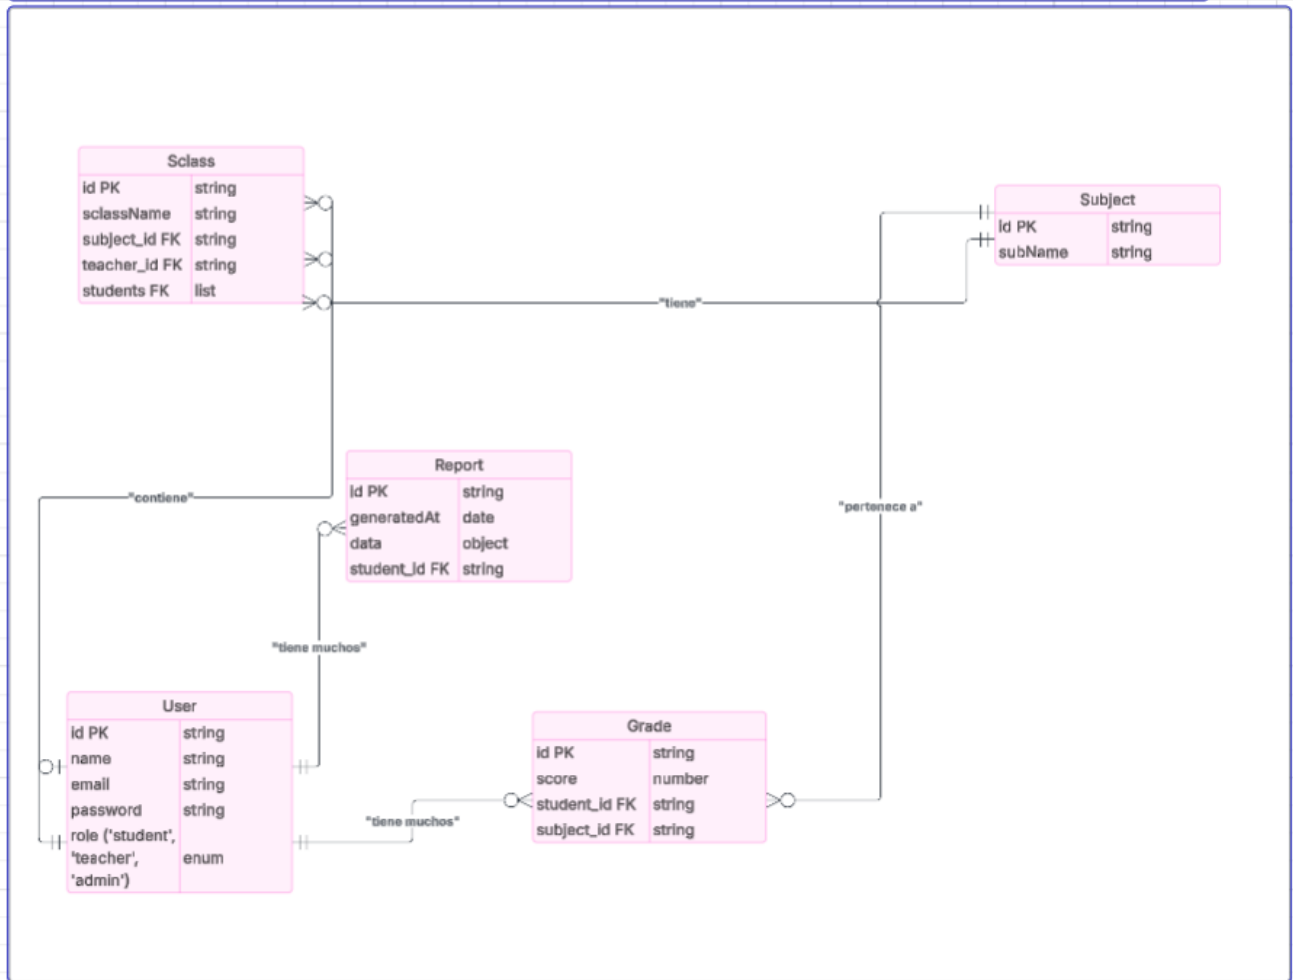 Sclass
id PK string
sclassName string
subject_id FK string
teacher_id FK string
students FK list
Subject
id PK string
subName string
"tiene"
Report
id PK string
generatedAt date
data object
student_id FK string
"contiene"
"pertenece a"
"tiene muchos"
User
id PK string
name string
email string
password string
role ('student',
'teacher', enum
'admin')
Grade
id PK string
score number
student_id FK string
subject_id FK string
"tiene muchos"